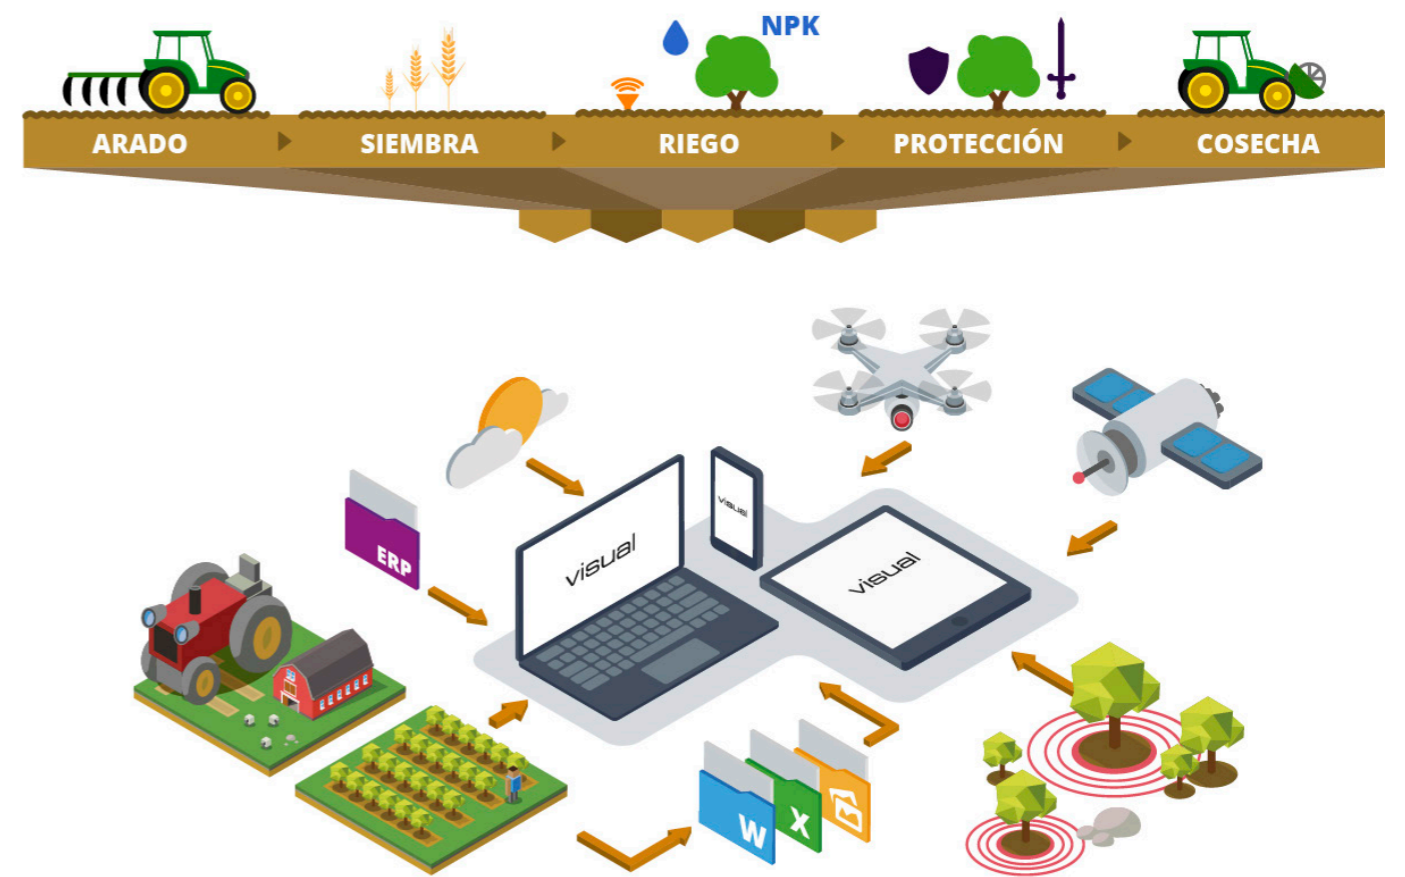 NPK
ARADO
SIEMBRA
RIEGO
PROTECCIÓN
COSECHA
visual
visual
visual
ERP
W
X